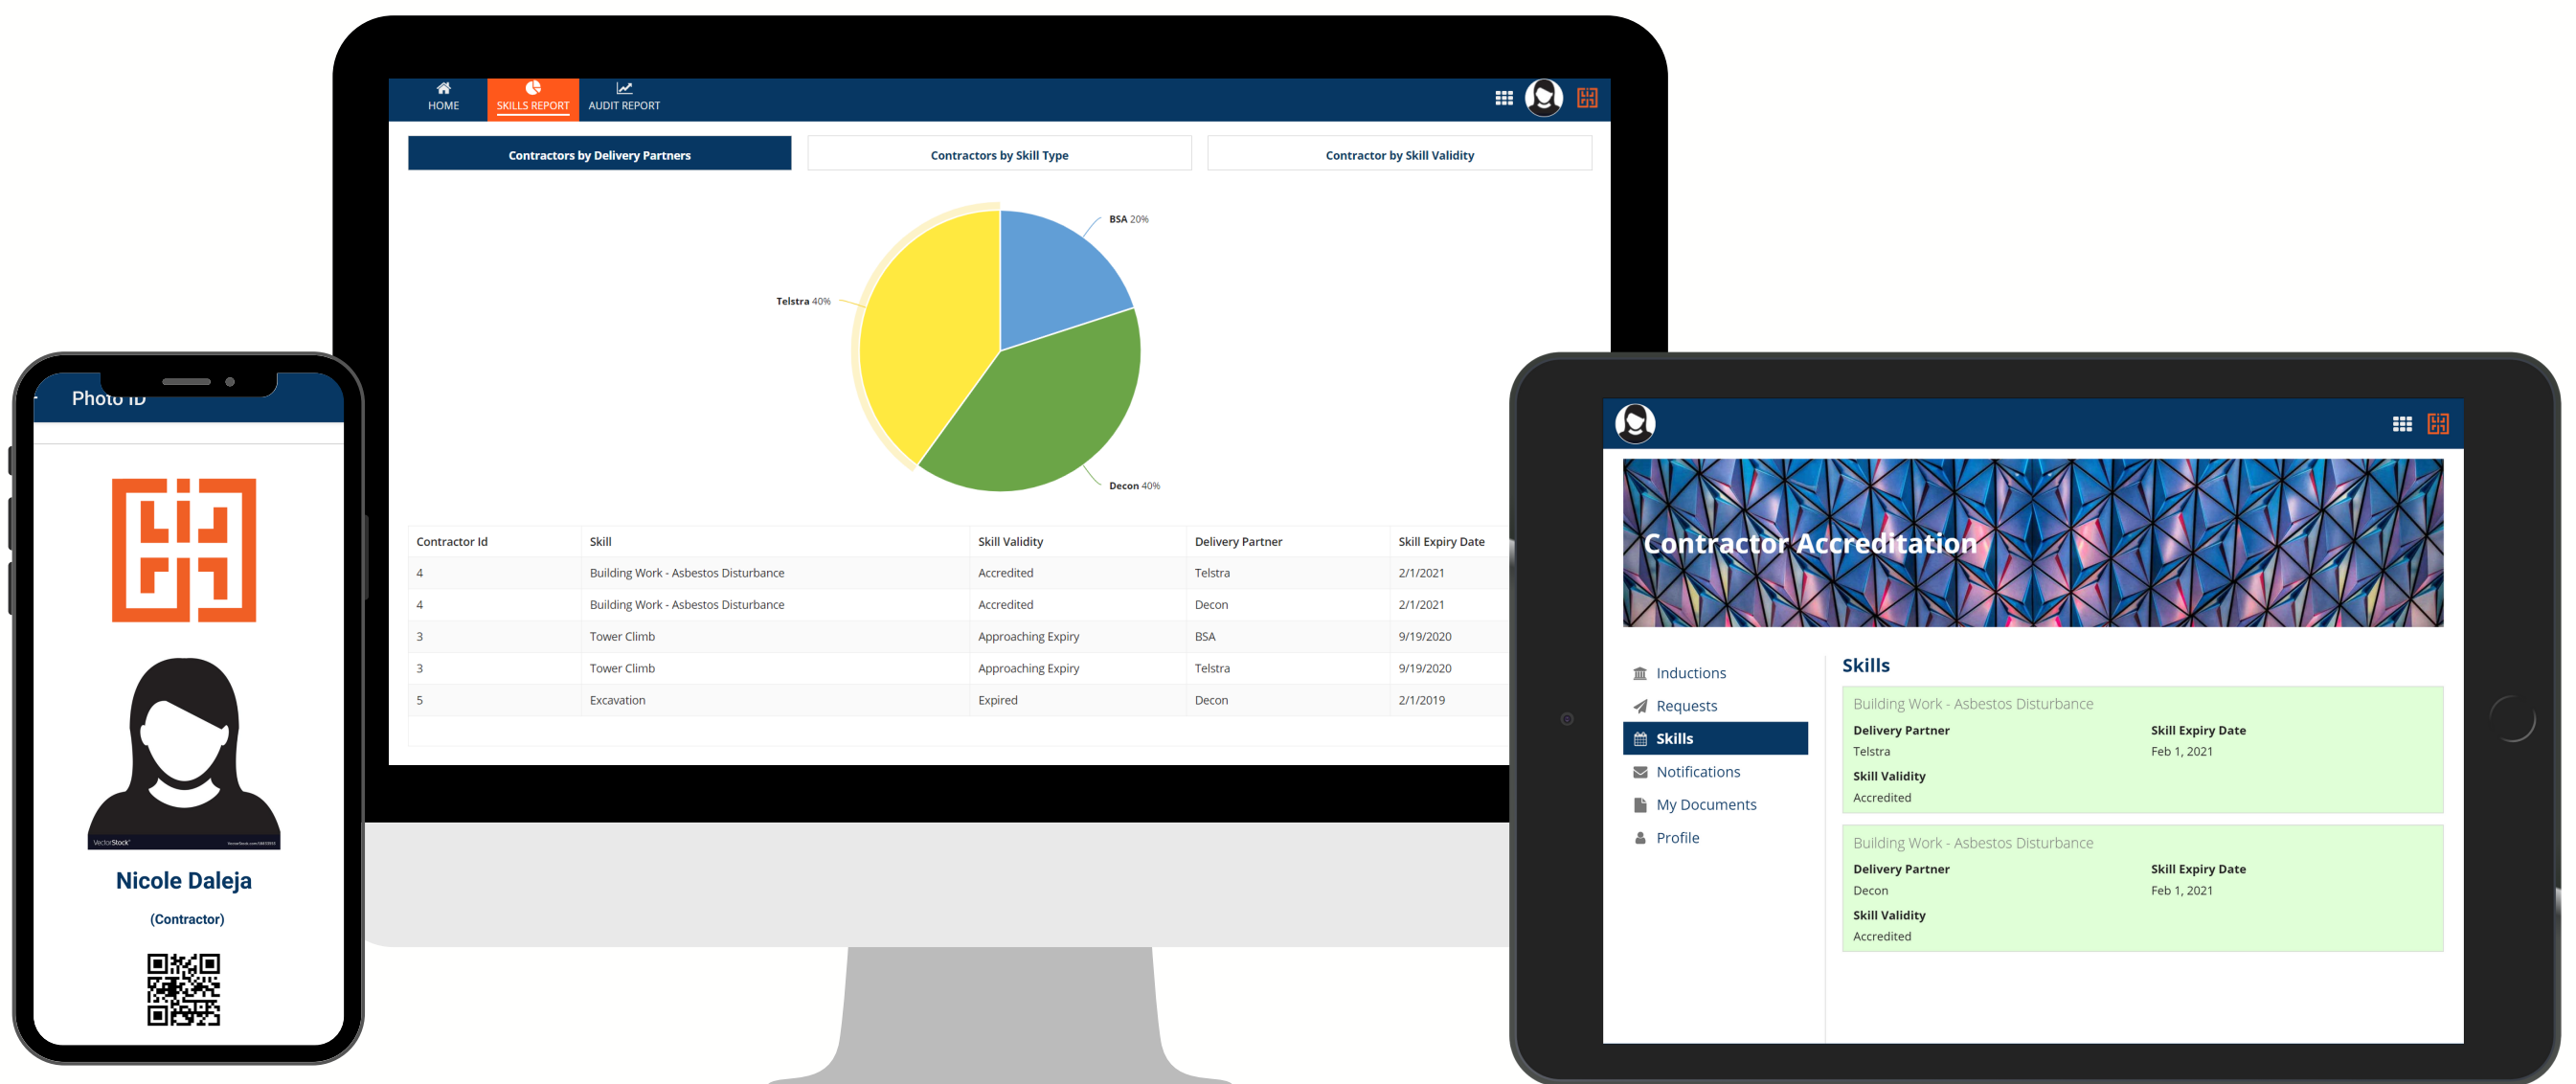 HOME
SKILLS REPORT
AUDIT REPORT
Contractors by Delivery Partners
Contractors by Skill Type
Contractor by Skill Validity
BSA 20%
Telstra 40%
Decon 40%
Contractor Id Skill Skill Validity Delivery Partner Skill Expiry Date
4 Building Work - Asbestos Disturbance Accredited Telstra 2/1/2021
4 Building Work - Asbestos Disturbance Accredited Decon 2/1/2021
3 Tower Climb Approaching Expiry BSA 9/19/2020
3 Tower Climb Approaching Expiry Telstra 9/19/2020
5 Excavation Expired Decon 2/1/2019
Photo ID
VectorStock
Nicole Daleja
(Contractor)
Contractor Accreditation
Inductions
Requests
Skills
Notifications
My Documents
Profile
Skills
Building Work - Asbestos Disturbance
Delivery Partner Skill Expiry Date
Telstra Feb 1, 2021
Skill Validity
Accredited
Building Work - Asbestos Disturbance
Delivery Partner Skill Expiry Date
Decon Feb 1, 2021
Skill Validity
Accredited